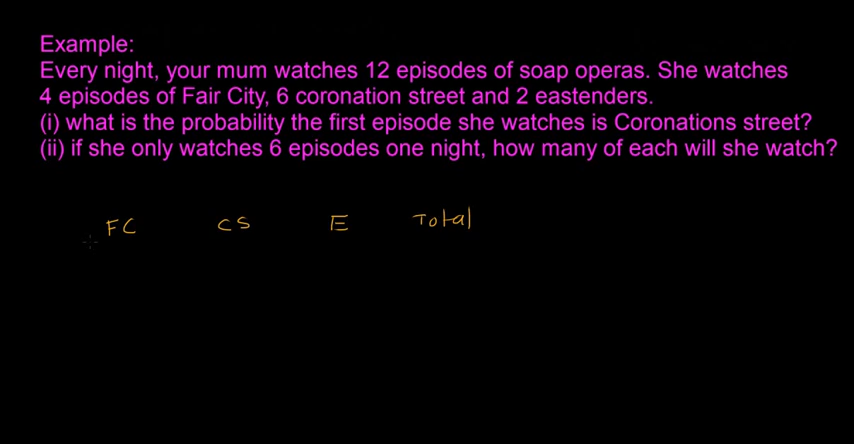 Example:
Every night, your mum watches 12 episodes of soap operas. She watches
4 episodes of Fair City, 6 coronation street and 2 eastenders.
(i) what is the probability the first episode she watches is Coronations street?
(ii) if she only watches 6 episodes one night, how many of each will she watch?
FC CS E Total